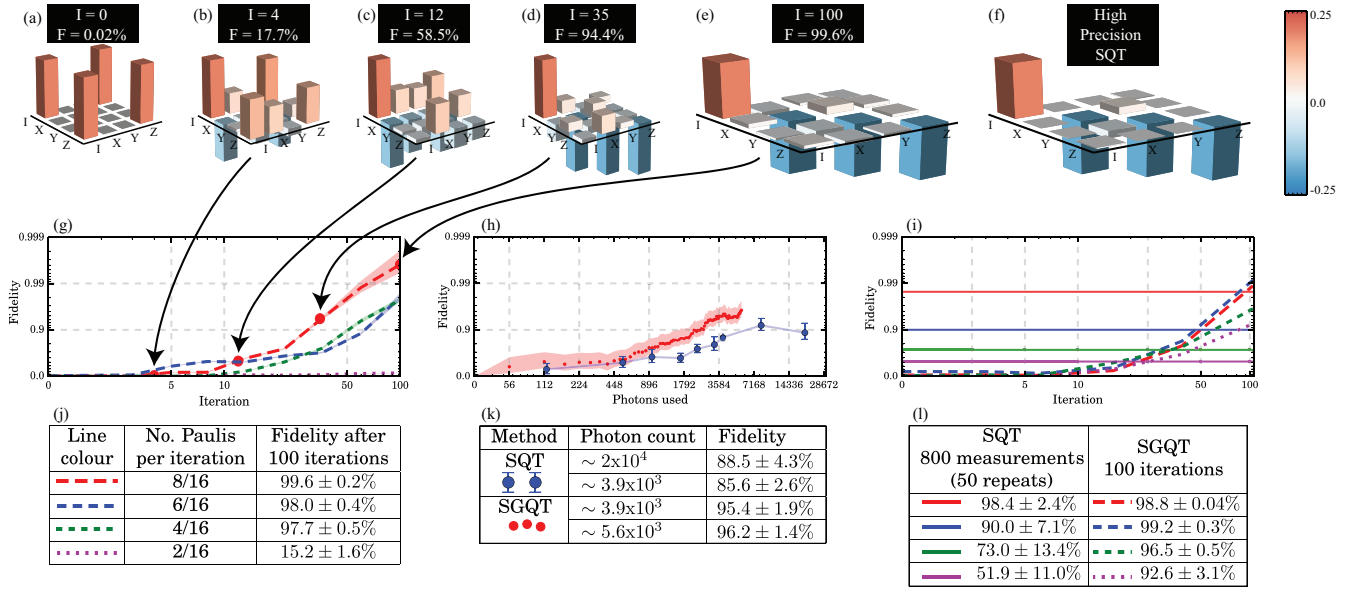 (a)
I = 0
F = 0.02%
(b)
I = 4
F = 17.7%
(c)
I = 12
F = 58.5%
(d)
I = 35
F = 94.4%
(e)
I = 100
F = 99.6%
(f)
High
Precision
SQT
0.25
0.0
-0.25
I X Y Z I X Y Z
I X Y Z I X Y Z
I X Y Z I X Y Z
I X Y Z I X Y Z
I X Y Z I X Y Z
I X Y Z I X Y Z
(g)
0.999
0.99
0.9
0.0
Fidelity
5 10 50 100
Iteration
(h)
0.999
0.99
0.9
0.0
Fidelity
0 56 112 224 448 896 1792 3584 7168 14336 28672
Photons used
(i)
0.999
0.99
0.9
0.0
Fidelity
0 5 10 50 100
Iteration
(j)
Line colour No. Paulis per iteration Fidelity after 100 iterations
8/16 99.6 ± 0.2%
6/16 98.0 ± 0.4%
4/16 97.7 ± 0.5%
2/16 15.2 ± 1.6%
(k)
Method Photon count Fidelity
SQT ~ 2x10⁴ 88.5 ± 4.3%
~ 3.9x10³ 85.6 ± 2.6%
SGQT ~ 3.9x10³ 95.4 ± 1.9%
~ 5.6x10³ 96.2 ± 1.4%
(l)
SQT 800 measurements (50 repeats) SGQT 100 iterations
98.4 ± 2.4% 98.8 ± 0.04%
90.0 ± 7.1% 99.2 ± 0.3%
73.0 ± 13.4% 96.5 ± 0.5%
51.9 ± 11.0% 92.6 ± 3.1%